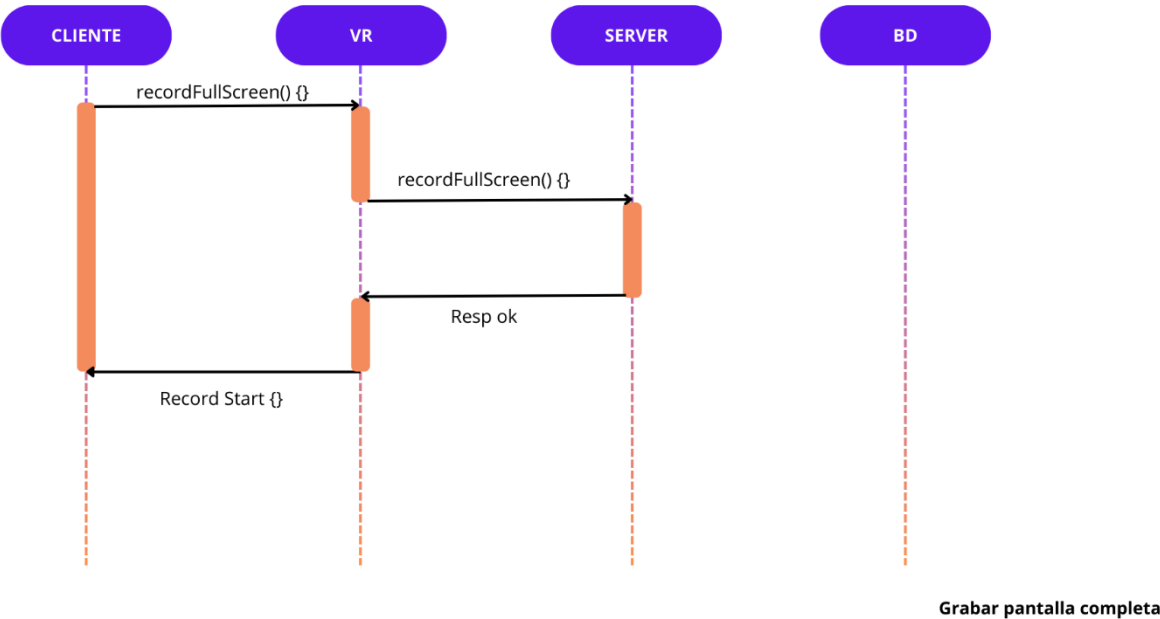 CLIENTE
VR
SERVER
BD
recordFullScreen() {}
recordFullScreen() {}
Resp ok
Record Start {}
Grabar pantalla completa